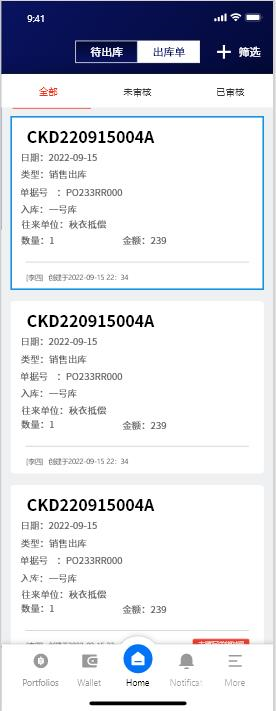 9:41
待出库 出库单 筛选
全部 未审核 已审核
CKD220915004A
日期：2022-09-15
类型：销售出库
单据号 ：PO233RR000
入库：一号库
往来单位：秋衣抵偿
数量：1 金额：239
[李四] 创建于2022-09-15 22：34
CKD220915004A
日期：2022-09-15
类型：销售出库
单据号 ：PO233RR000
入库：一号库
往来单位：秋衣抵偿
数量：1 金额：239
[李四] 创建于2022-09-15 22：34
CKD220915004A
日期：2022-09-15
类型：销售出库
单据号 ：PO233RR000
入库：一号库
往来单位：秋衣抵偿
数量：1 金额：239
Portfolios Wallet Home Notificat More